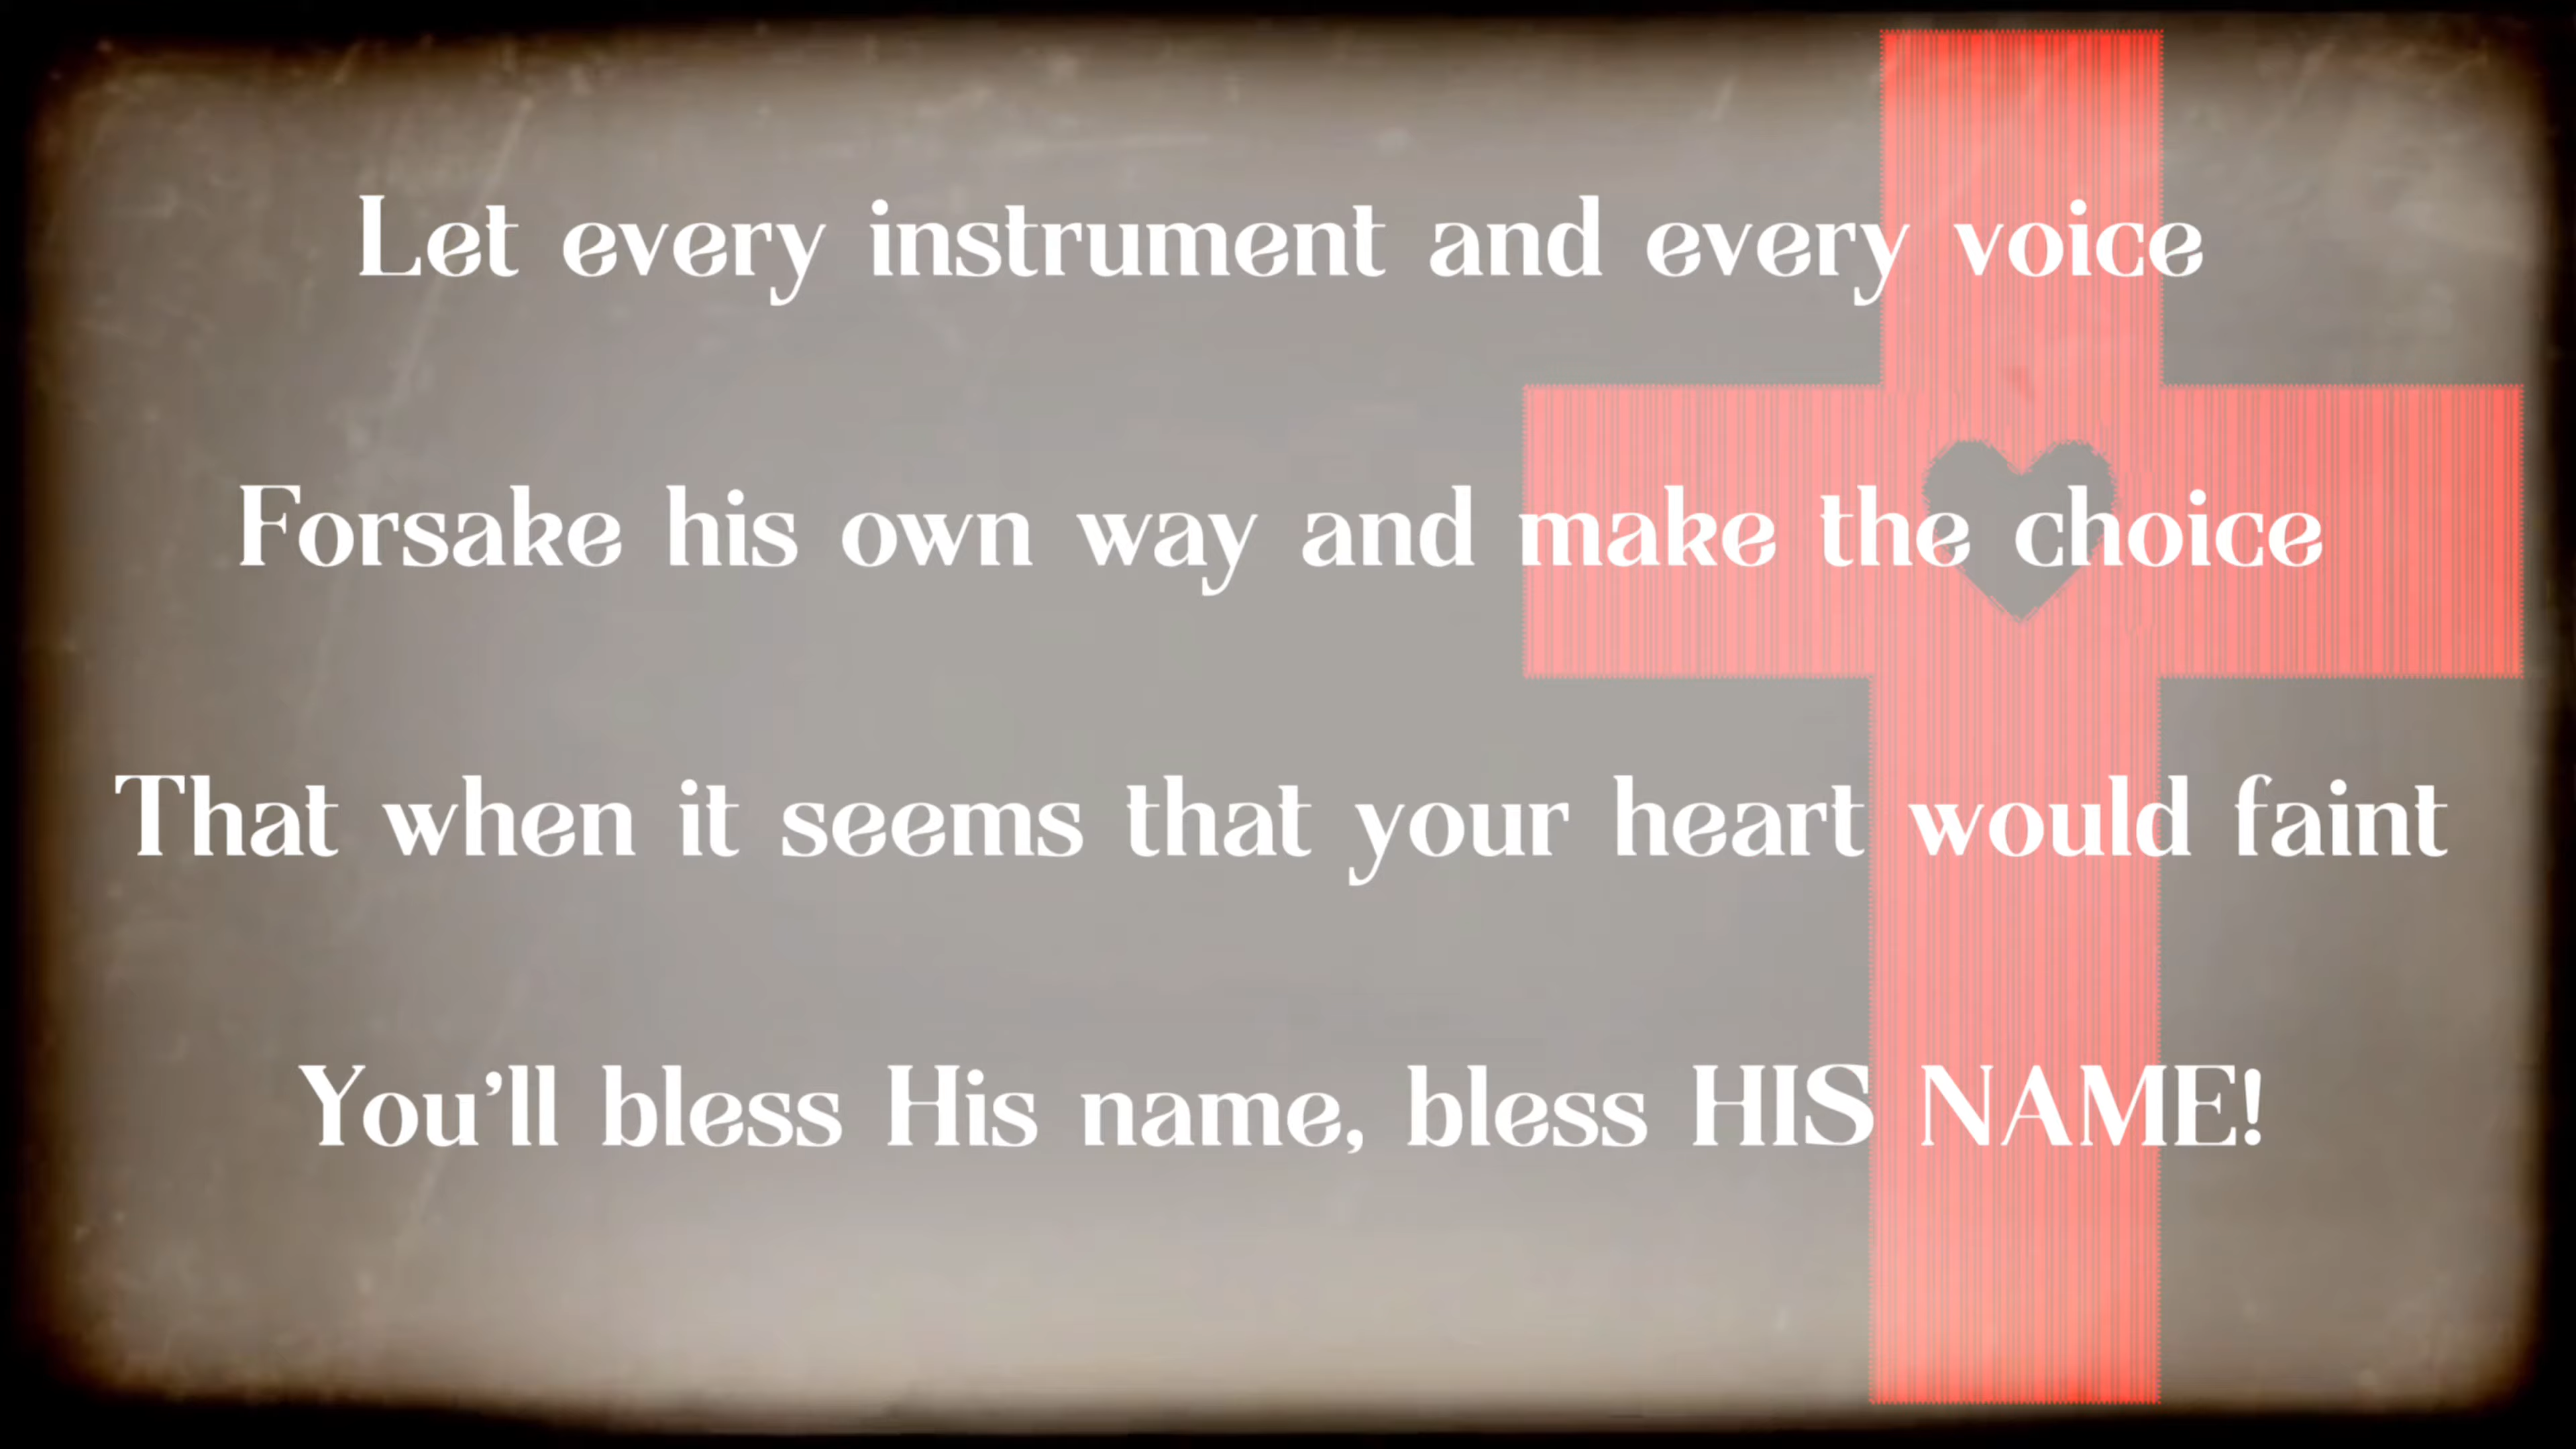 Let every instrument and every voice
Forsake his own way and make the choice
That when it seems that your heart would faint
You’ll bless His name, bless HIS NAME!